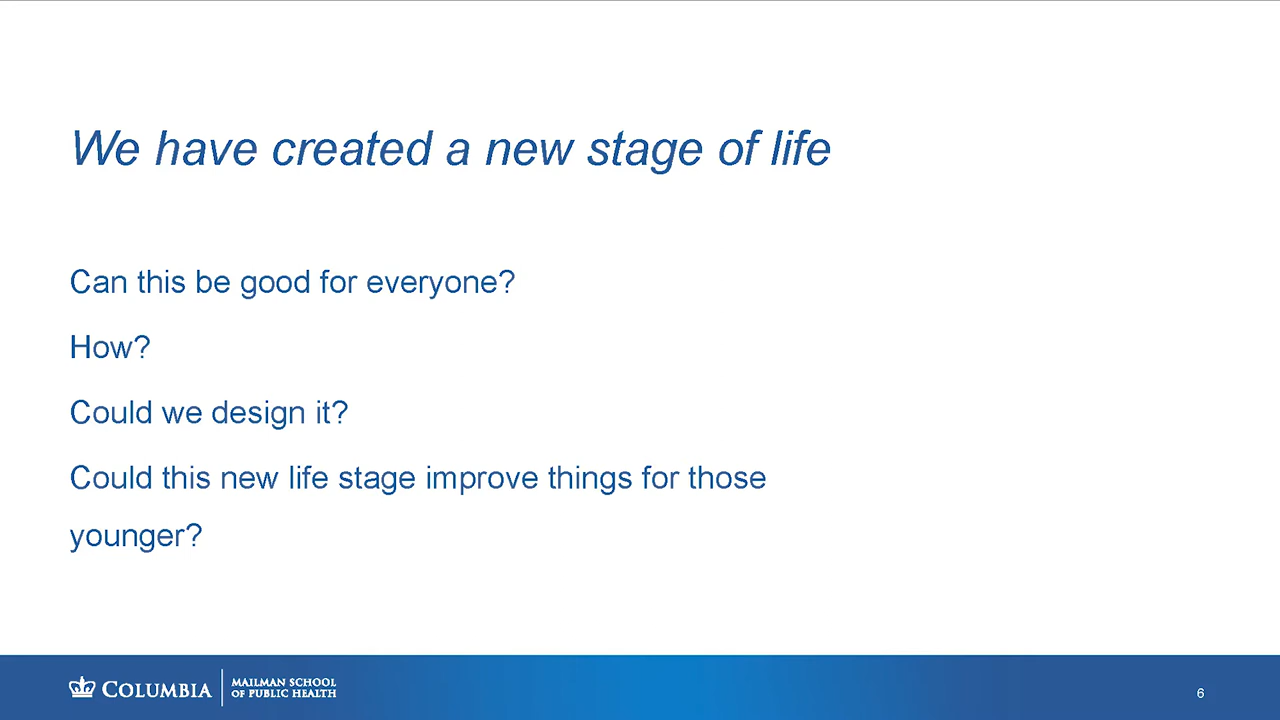 We have created a new stage of life
Can this be good for everyone?
How?
Could we design it?
Could this new life stage improve things for those
younger?
COLUMBIA
MAILMAN SCHOOL
OF PUBLIC HEALTH
6